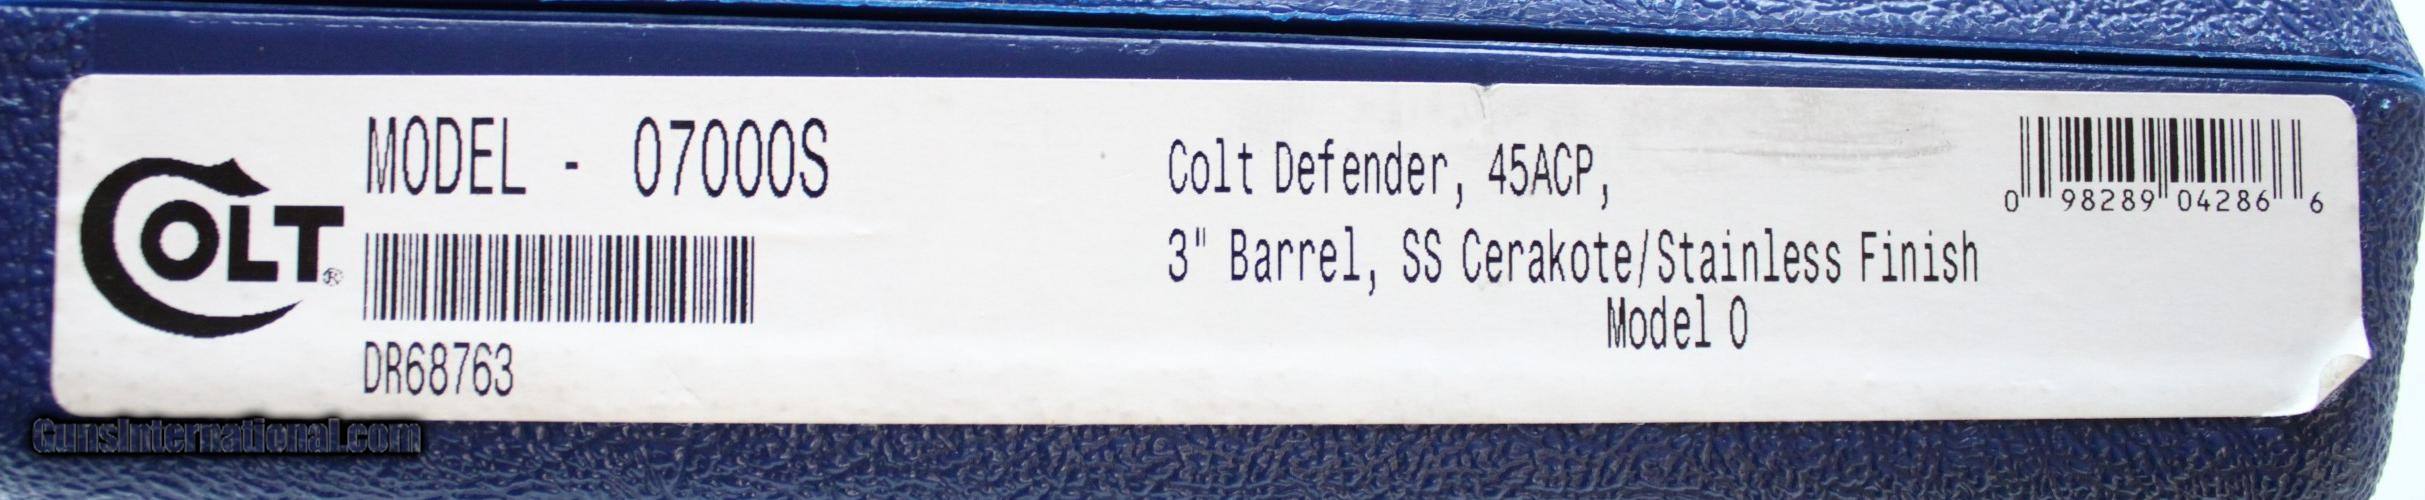 COLT®
MODEL - 07000S
DR68763
Colt Defender, 45ACP,
3" Barrel, SS Cerakote/Stainless Finish
Model O
0 98289 04286 6
GunsInternational.com